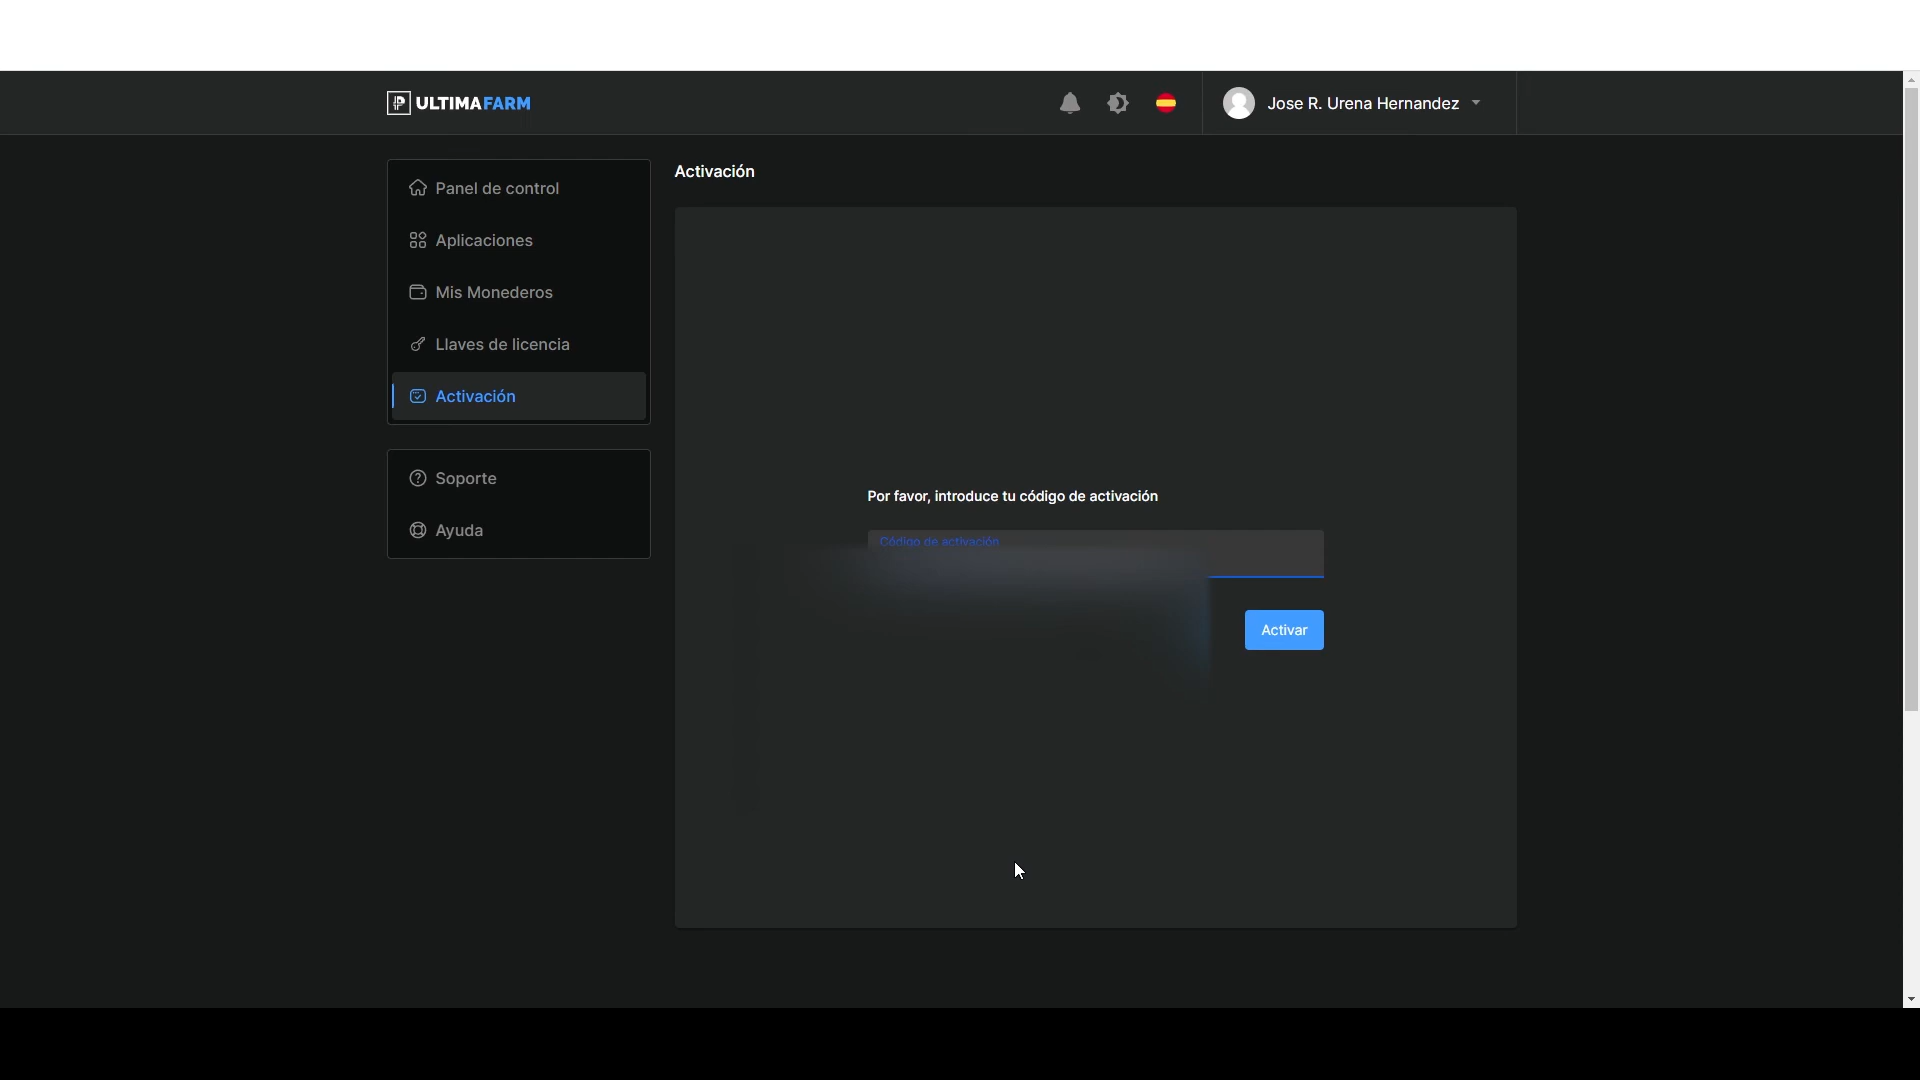 ULTIMAFARM
Jose R. Urena Hernandez
Panel de control
Aplicaciones
Mis Monederos
Llaves de licencia
Activación
Soporte
Ayuda
Activación
Por favor, introduce tu código de activación
Código de activación
Activar